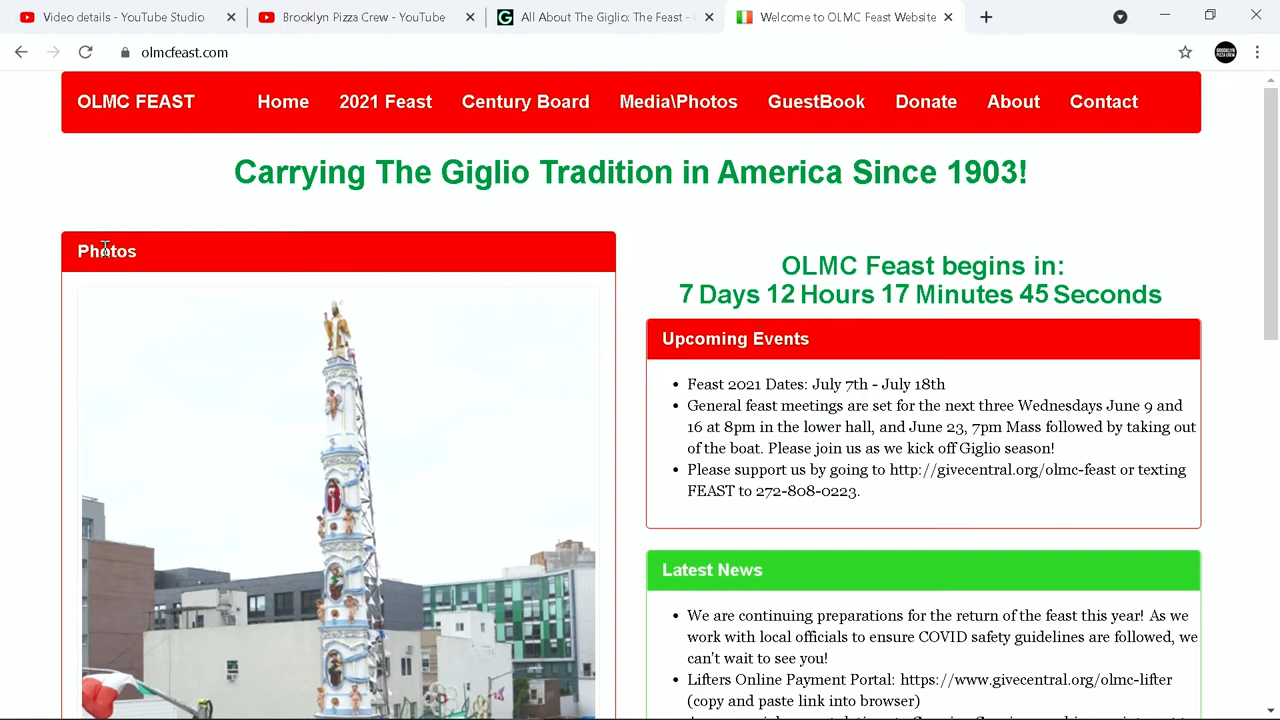 Video details - YouTube Studio
Brooklyn Pizza Crew - YouTube
All About The Giglio: The Feast -
Welcome to OLMC Feast Website
olmcfeast.com
OLMC FEAST Home 2021 Feast Century Board Media\Photos GuestBook Donate About Contact
Carrying The Giglio Tradition in America Since 1903!
Photos
OLMC Feast begins in:
7 Days 12 Hours 17 Minutes 45 Seconds
Upcoming Events
• Feast 2021 Dates: July 7th - July 18th
• General feast meetings are set for the next three Wednesdays June 9 and
16 at 8pm in the lower hall, and June 23, 7pm Mass followed by taking out
of the boat. Please join us as we kick off Giglio season!
• Please support us by going to http://givecentral.org/olmc-feast or texting
FEAST to 272-808-0223.
Latest News
• We are continuing preparations for the return of the feast this year! As we
work with local officials to ensure COVID safety guidelines are followed, we
can't wait to see you!
• Lifters Online Payment Portal: https://www.givecentral.org/olmc-lifter
(copy and paste link into browser)